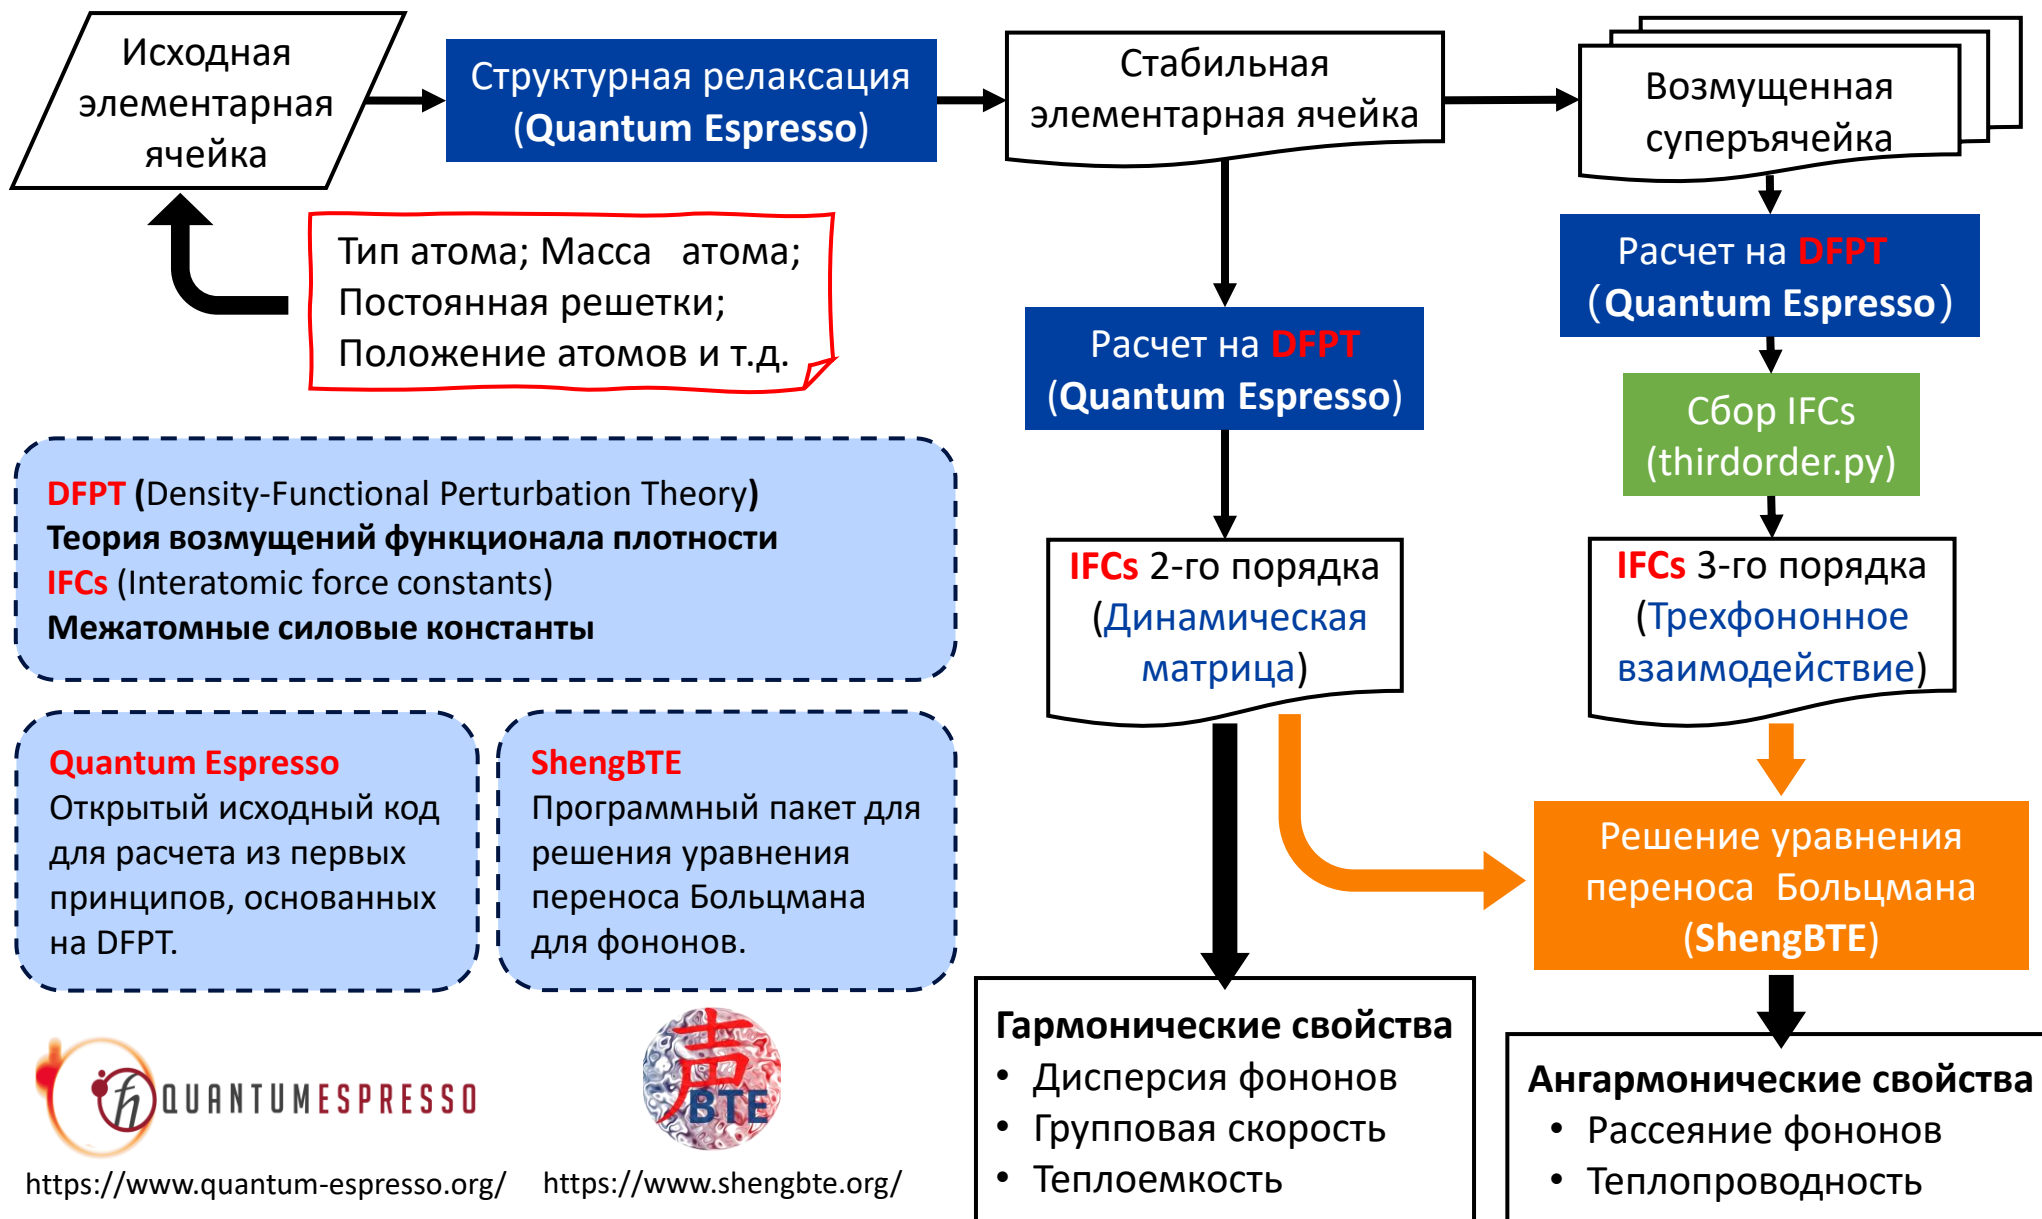 Исходная
элементарная
ячейка
Структурная релаксация
(Quantum Espresso)
Стабильная
элементарная ячейка
Возмущенная
суперъячейка
Тип атома; Масса атома;
Постоянная решетки;
Положение атомов и т.д.
Расчет на DFPT
(Quantum Espresso)
Расчет на DFPT
(Quantum Espresso)
Сбор IFCs
(thirdorder.py)
DFPT (Density-Functional Perturbation Theory)
Теория возмущений функционала плотности
IFCs (Interatomic force constants)
Межатомные силовые константы
IFCs 2-го порядка
(Динамическая
матрица)
IFCs 3-го порядка
(Трехфононное
взаимодействие)
Quantum Espresso
Открытый исходный код
для расчета из первых
принципов, основанных
на DFPT.
ShengBTE
Программный пакет для
решения уравнения
переноса Больцмана
для фононов.
Решение уравнения
переноса Больцмана
(ShengBTE)
Гармонические свойства
• Дисперсия фононов
• Групповая скорость
• Теплоемкость
Ангармонические свойства
• Рассеяние фононов
• Теплопроводность
ℏ QUANTUMESPRESSO
声
BTE
https://www.quantum-espresso.org/
https://www.shengbte.org/